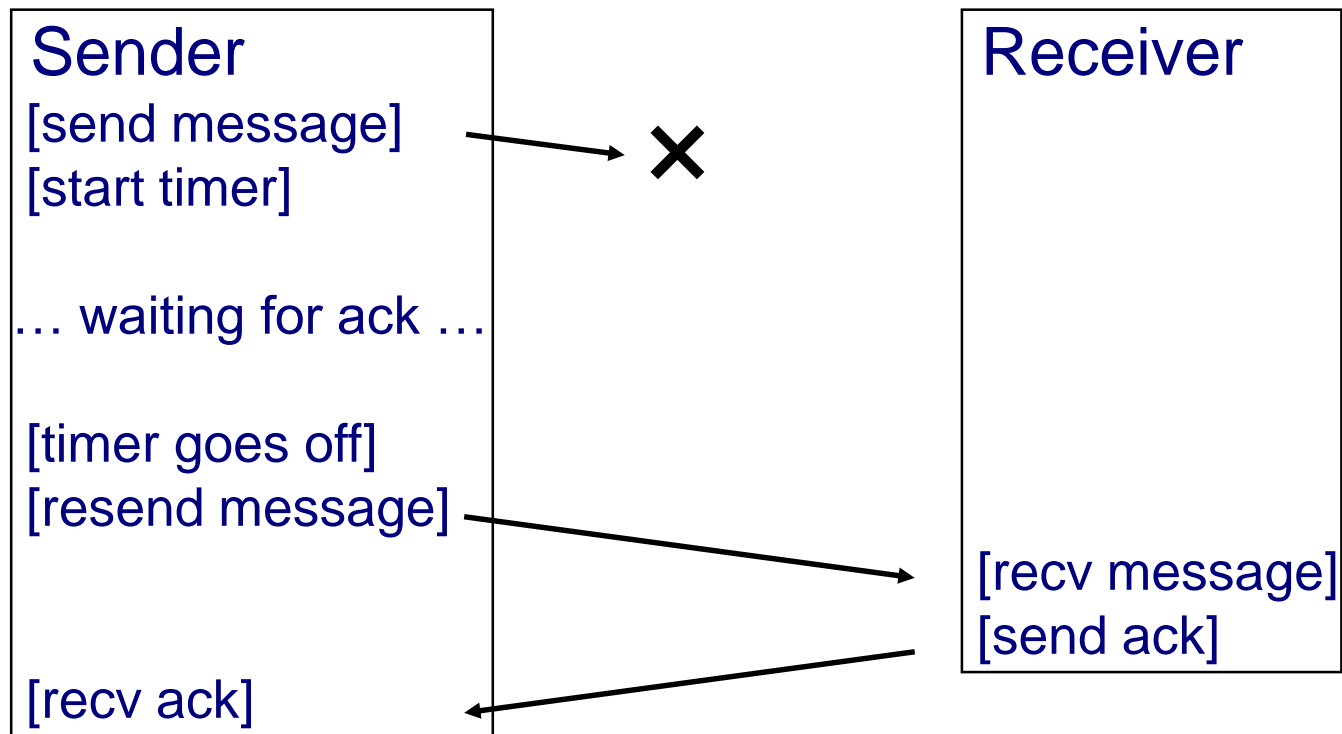 Sender
[send message]
[start timer]
… waiting for ack …
[timer goes off]
[resend message]
[recv ack]
Receiver
[recv message]
[send ack]